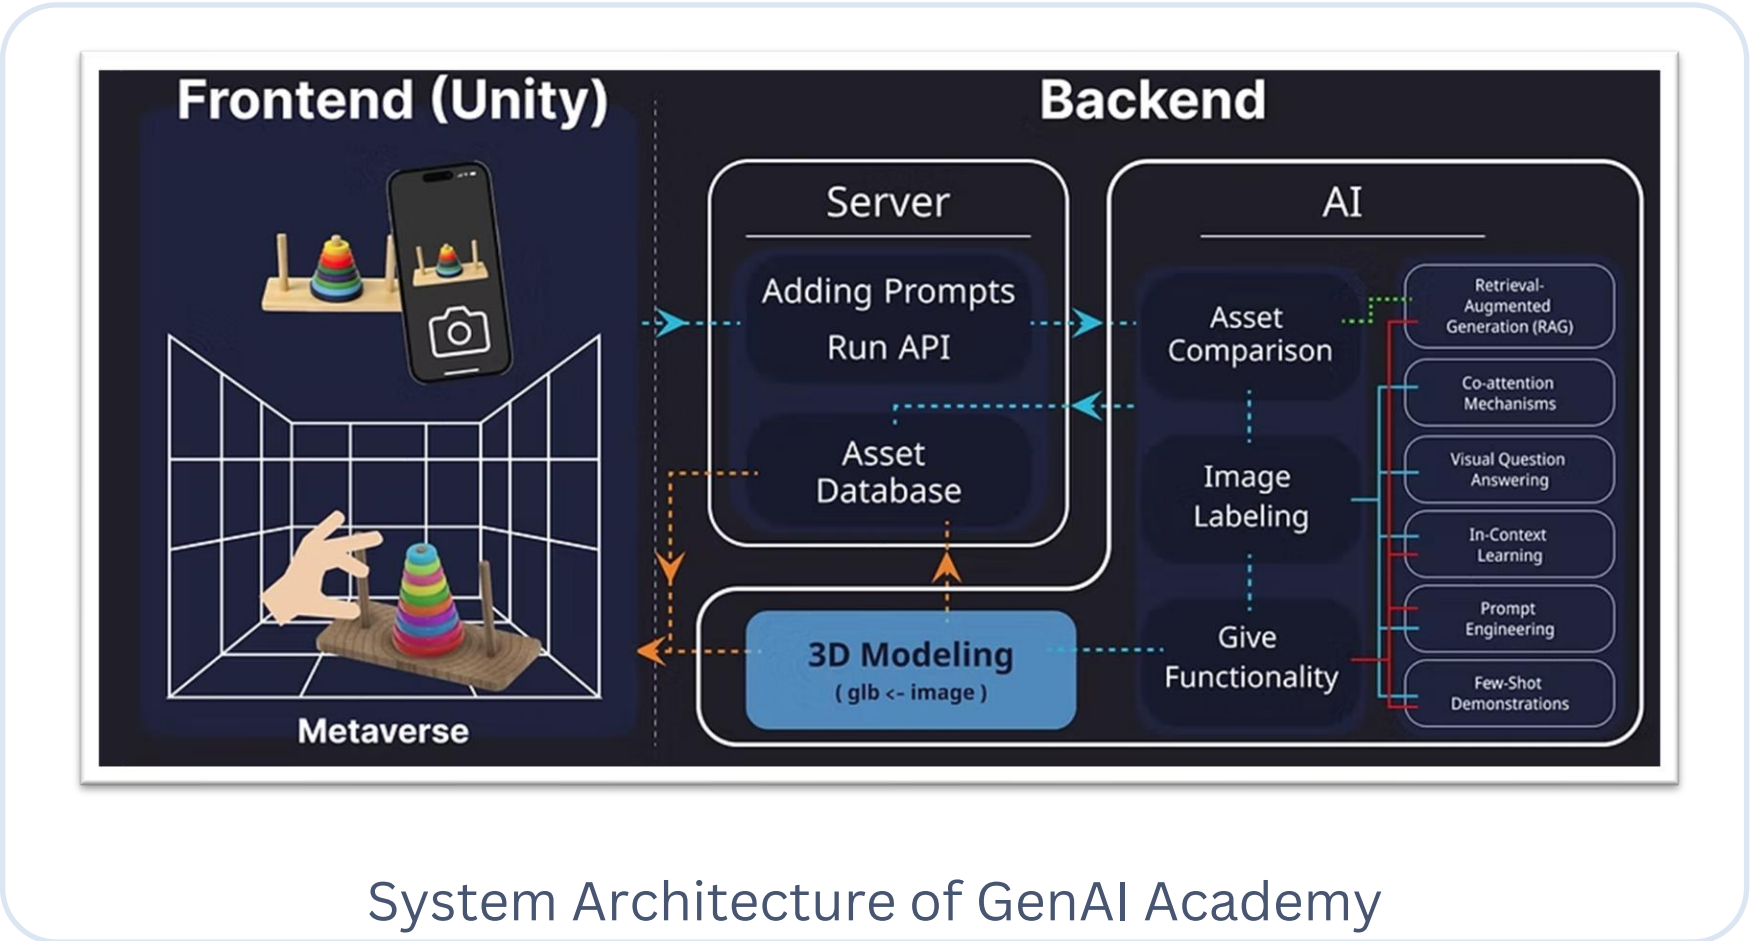 Frontend (Unity)
Backend
Server
AI
Adding Prompts
Run API
Asset
Database
3D Modeling
( glb <- image )
Asset
Comparison
Image
Labeling
Give
Functionality
Retrieval-
Augmented
Generation (RAG)
Co-attention
Mechanisms
Visual Question
Answering
In-Context
Learning
Prompt
Engineering
Few-Shot
Demonstrations
Metaverse
System Architecture of GenAI Academy